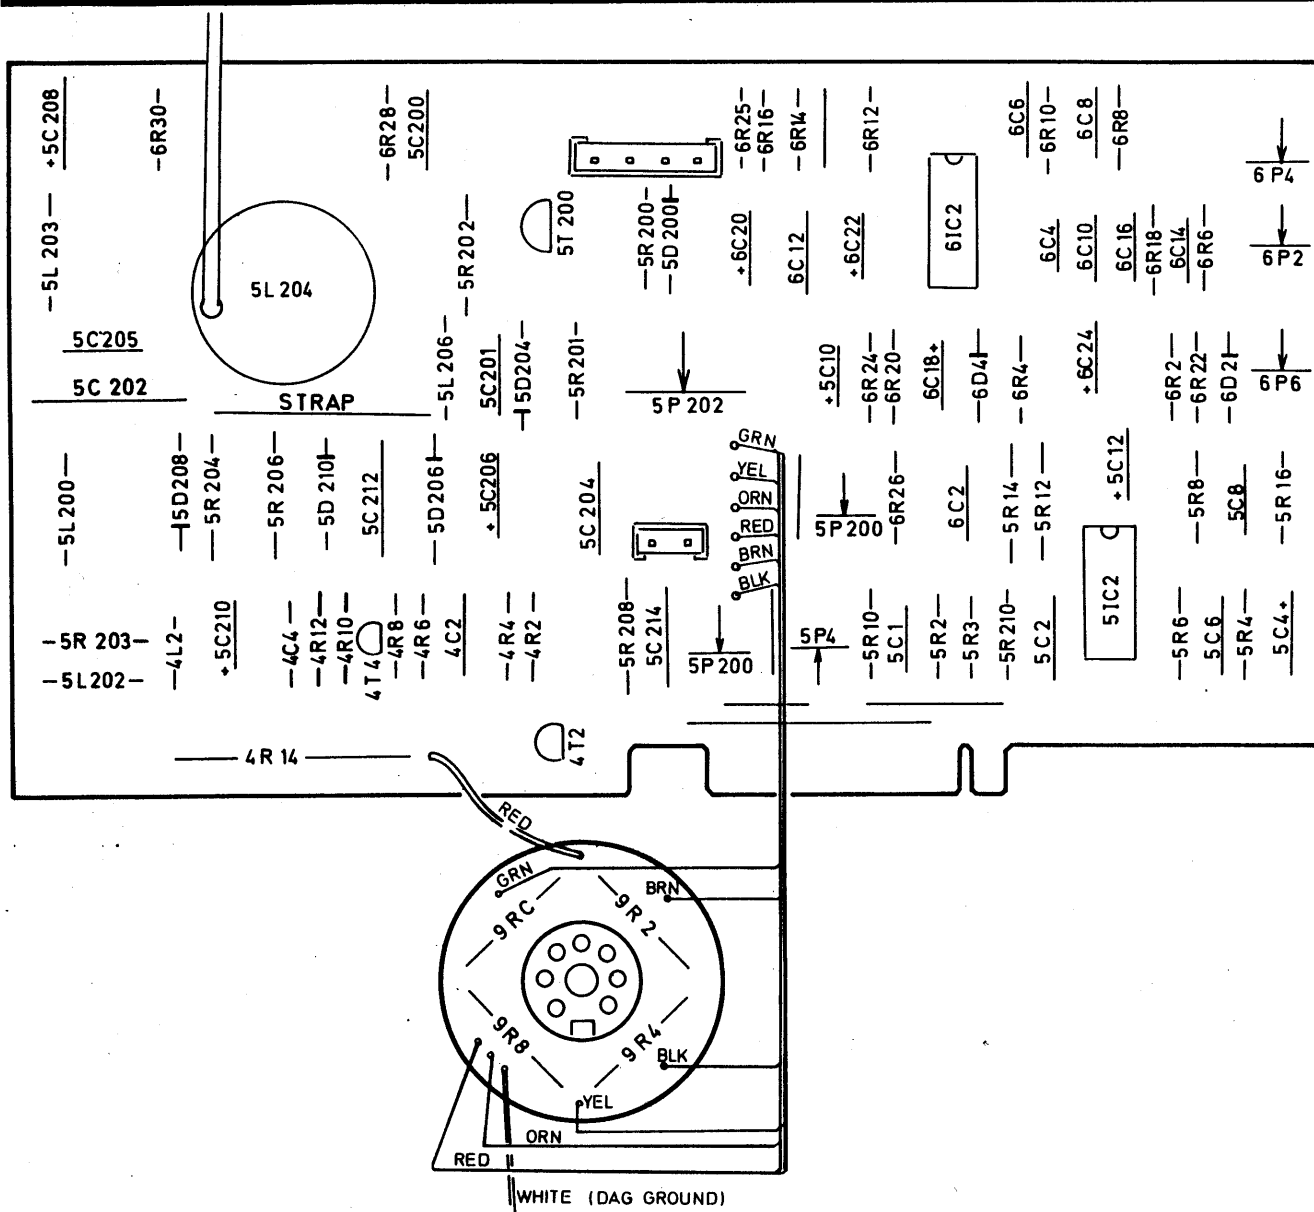 +5C208
-6R30-
-6R28-
5C200
-6R25-
-6R16-
-6R14-
-6R12-
6C6
-6R10-
6C8
-6R8-
6P4
-5L203-
5L204
-5R202-
5T200
-5R200-
-5D200-
+6C20
6C12
+6C22
6IC2
6C4
6C10
6C16
-6R18-
6C14
-6R6-
6P2
5C205
5C202
STRAP
-5L206-
5C201
-5D204-
-5R201-
5P202
+5C10
-6R24-
-6R20-
6C18+
-6D4-
-6R4-
+6C24
-6R2-
-6R22-
-6D2-
6P6
-5L200-
-5D208-
-5R204-
-5R206-
-5D210-
5C212
-5D206-
+5C206
5C204
GRN
YEL
ORN
RED
BRN
BLK
5P200
-6R26-
6C2
-5R14-
-5R12-
+5C12
-5R8-
5C8
-5R16-
5IC2
-5R203-
-5L202-
-4L2-
+5C210
-4C4-
-4R12-
-4R10-
4T4
-4R8-
-4R6-
4C2
-4R4-
-4R2-
-5R208-
5C214
5P200
5P4
-5R10-
5C1
-5R2-
-5R3-
-5R210-
5C2
-5R6-
5C6
-5R4-
5C4+
4R14
4T2
RED
GRN
BRN
9RC
9R2
9R8
9R4
BLK
YEL
ORN
RED
WHITE (DAG GROUND)